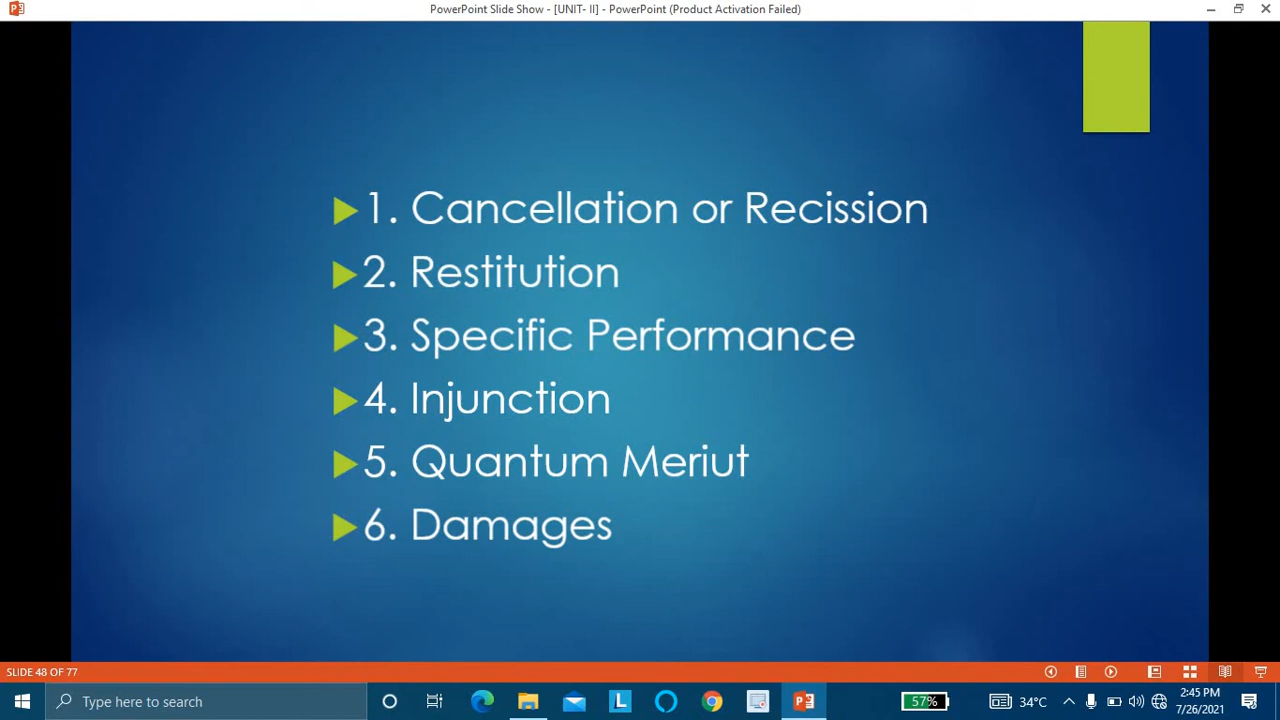 PowerPoint Slide Show - [UNIT- II] - PowerPoint (Product Activation Failed)
1. Cancellation or Recission
2. Restitution
3. Specific Performance
4. Injunction
5. Quantum Meriut
6. Damages
SLIDE 48 OF 77
Type here to search
L
57%
34°C
2:45 PM
7/26/2021